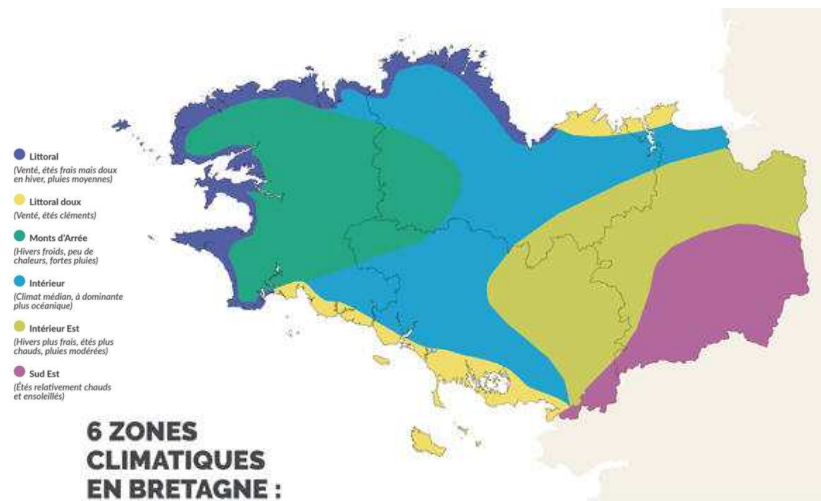 Littoral
(Venté, étés frais mais doux
en hiver, pluies moyennes)
Littoral doux
(Venté, étés cléments)
Monts d'Arrée
(Hivers froids, peu de
chaleurs, fortes pluies)
Intérieur
(Climat médian, à dominante
plus océanique)
Intérieur Est
(Hivers plus frais, étés plus
chauds, pluies modérées)
Sud Est
(Étés relativement chauds
et ensoleillés)
6 ZONES
CLIMATIQUES
EN BRETAGNE :